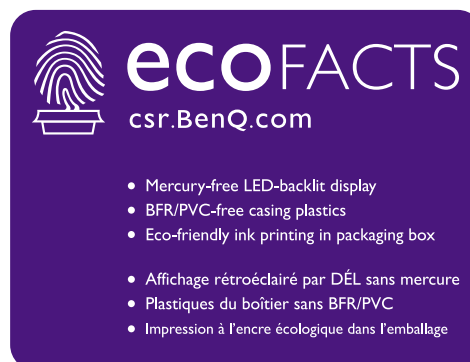 ecoFACTS
csr.BenQ.com
• Mercury-free LED-backlit display
• BFR/PVC-free casing plastics
• Eco-friendly ink printing in packaging box
• Affichage rétroéclairé par DÉL sans mercure
• Plastiques du boîtier sans BFR/PVC
• Impression à l'encre écologique dans l'emballage